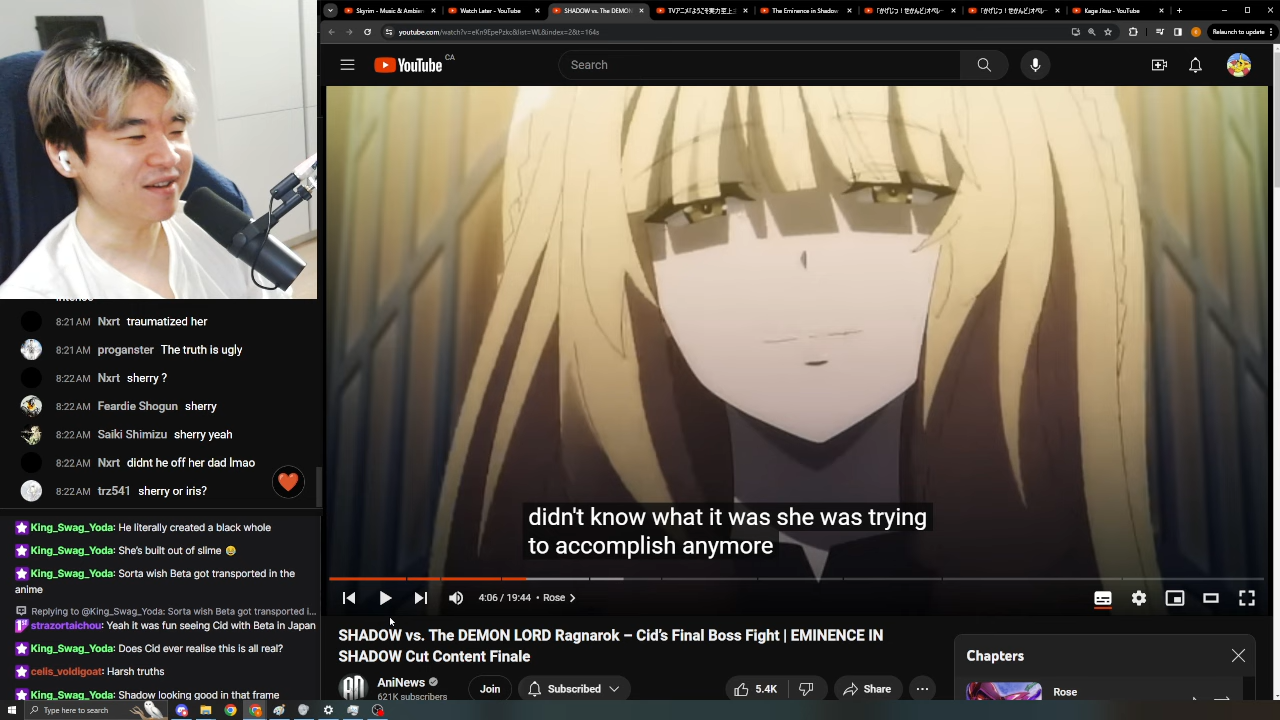 Skyrim - Music & Ambien
Watch Later - YouTube
SHADOW vs. The DEMON
The Eminence in Shadow
Kage Jitsu - YouTube
youtube.com/watch?v=eKn9EpePzkc&list=WL&index=2&t=164s
Relaunch to update
YouTube CA
Search
8:21 AM Nxrt traumatized her
8:21 AM proganster The truth is ugly
8:22 AM Nxrt sherry ?
8:22 AM Feardie Shogun sherry
8:22 AM Saiki Shimizu sherry yeah
8:22 AM Nxrt didnt he off her dad lmao
8:22 AM trz541 sherry or iris?
King_Swag_Yoda: He literally created a black whole
King_Swag_Yoda: She's built out of slime 😅
King_Swag_Yoda: Sorta wish Beta got transported in the
anime
Replying to @King_Swag_Yoda: Sorta wish Beta got transported i...
strazortaichou: Yeah it was fun seeing Cid with Beta in Japan
King_Swag_Yoda: Does Cid ever realise this is all real?
celis_voldigoat: Harsh truths
King_Swag_Yoda: Shadow looking good in that frame
didn't know what it was she was trying
to accomplish anymore
4:06 / 19:44 • Rose
SHADOW vs. The DEMON LORD Ragnarok – Cid's Final Boss Fight | EMINENCE IN
SHADOW Cut Content Finale
AniNews
621K subscribers
Join
Subscribed
5.4K
Share
Chapters
Rose
Type here to search